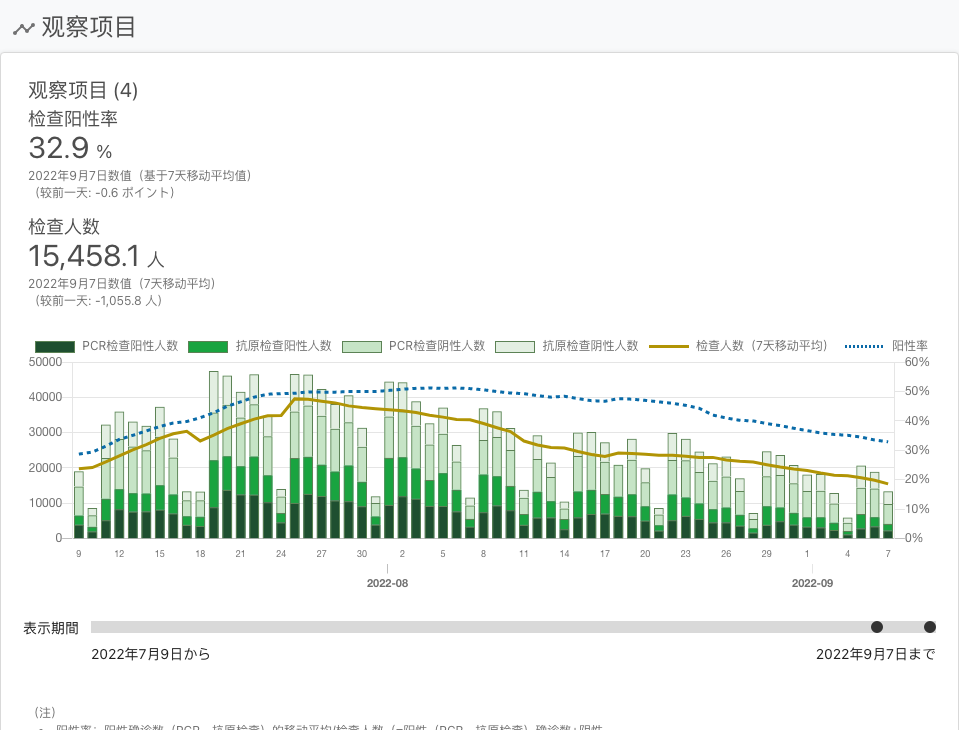 观察项目
观察项目 (4)
检查阳性率
32.9 %
2022年9月7日数值（基于7天移动平均值）
（较前一天: -0.6 ポイント）
检查人数
15,458.1 人
2022年9月7日数值（7天移动平均）
（较前一天: -1,055.8 人）
PCR检查阳性人数 抗原检查阳性人数 PCR检查阴性人数 抗原检查阴性人数 检查人数（7天移动平均） 阳性率
50000 60%
40000 50%
30000 40%
20000 30%
10000 20%
0 10%
0%
9 12 15 18 21 24 27 30 2 5 8 11 14 17 20 23 26 29 1 4 7
2022-08 2022-09
表示期間
2022年7月9日から 2022年9月7日まで
（注）